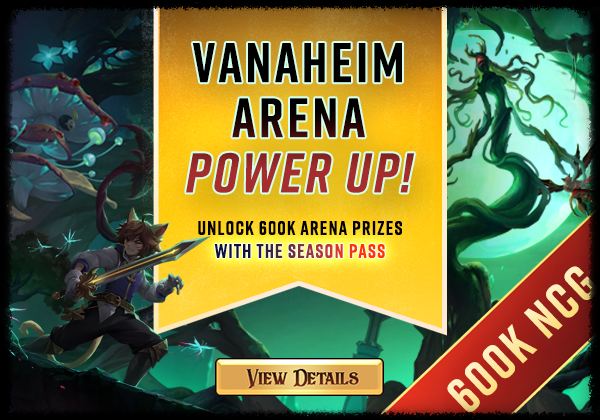 VANAHEIM
ARENA
POWER UP!
UNLOCK 600K ARENA PRIZES
WITH THE SEASON PASS
600K NCG
VIEW DETAILS